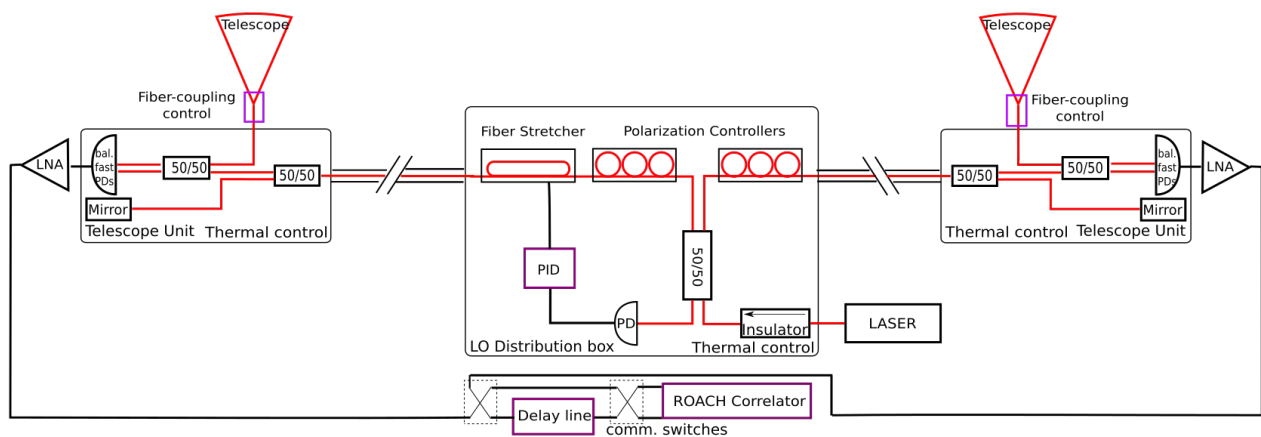 Telescope
Fiber-coupling
control
LNA
bal.
fast
PDs
50/50
50/50
Mirror
Telescope Unit
Thermal control
Fiber Stretcher
Polarization Controllers
PID
50/50
PD
Insulator
LASER
LO Distribution box
Thermal control
Telescope
Fiber-coupling
control
50/50
50/50
bal.
fast
PDs
LNA
Mirror
Thermal control
Telescope Unit
Delay line
ROACH Correlator
comm. switches